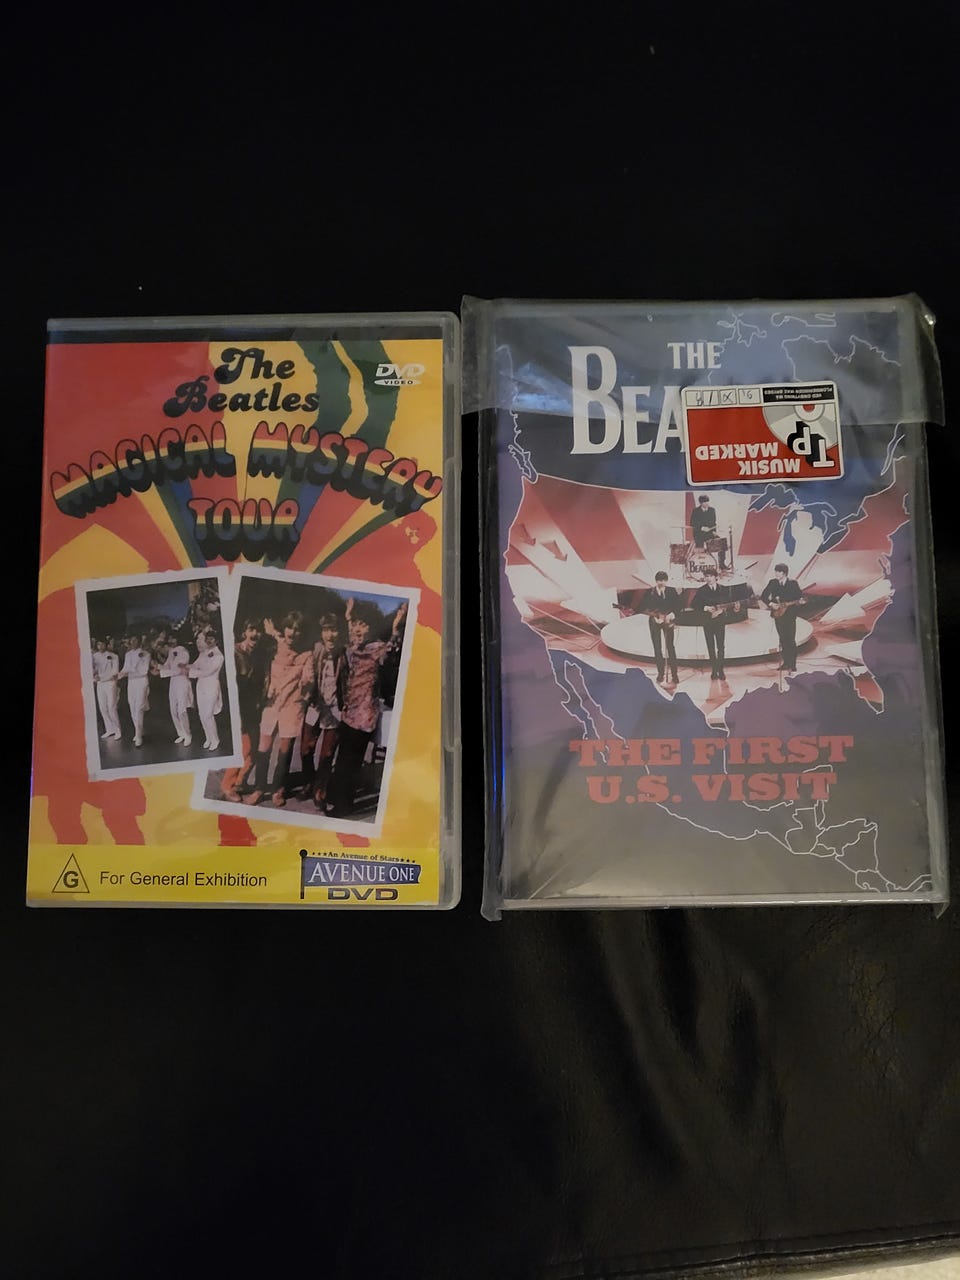 The
Beatles
DVD
VIDEO
MAGICAL MYSTERY
TOUR
G
For General Exhibition
An Avenue of Stars
AVENUE ONE
DVD
THE
BEA
TP
MUSIK
MARKED
BEATLES
THE FIRST
U.S. VISIT